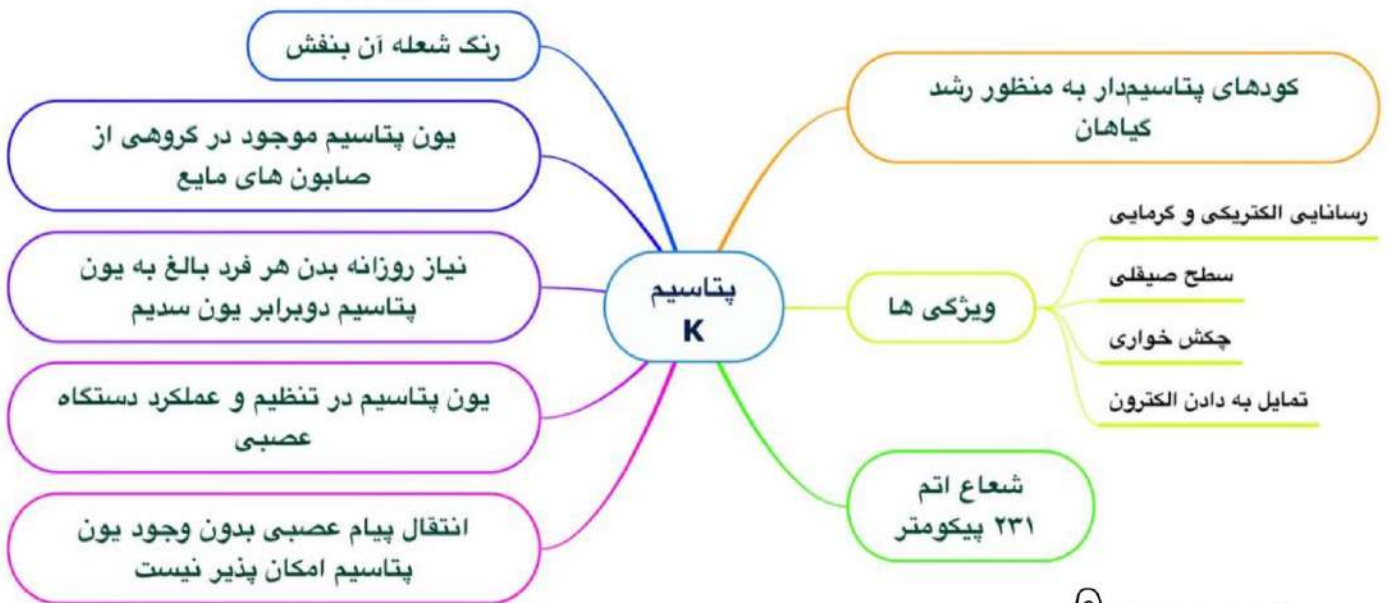 پتاسیم
K
کودهای پتاسیم‌دار به منظور رشد
گیاهان
ویژگی ها
رسانایی الکتریکی و گرمایی
سطح صیقلی
چکش خواری
تمایل به دادن الکترون
شعاع اتم
۲۳۱ پیکومتر
رنگ شعله آن بنفش
یون پتاسیم موجود در گروهی از
صابون های مایع
نیاز روزانه بدن هر فرد بالغ به یون
پتاسیم دوبرابر یون سدیم
یون پتاسیم در تنظیم و عملکرد دستگاه
عصبی
انتقال پیام عصبی بدون وجود یون
پتاسیم امکان پذیر نیست